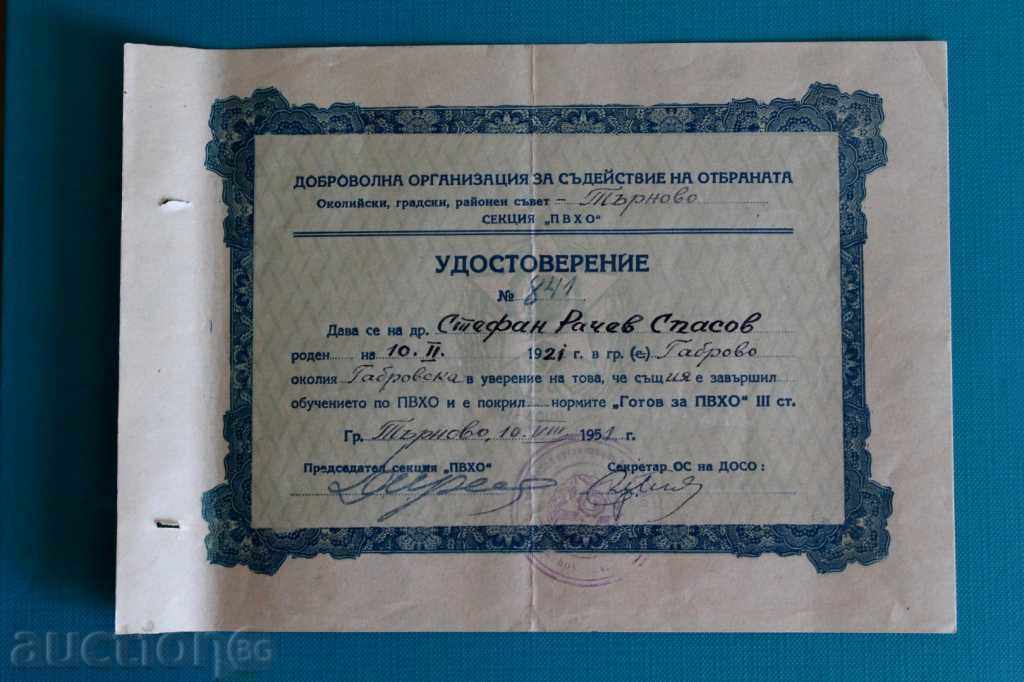 ДОБРОВОЛНА ОРГАНИЗАЦИЯ ЗА СЪДЕЙСТВИЕ НА ОТБРАНАТА
Околийски, градски, районен съвет - Търново
СЕКЦИЯ „ПВХО“
УДОСТОВЕРЕНИЕ
№ 841
Дава се на др. Стефан Рачев Спасов
роден на 10. II. 1921 г. в гр. (с.) Габрово
околия Габровска в уверение на това, че същия е завършил
обучението по ПВХО и е покрил нормите „Готов за ПВХО“ III ст.
Гр. Търново, 10. VIII 1951 г.
Председател секция „ПВХО“ Секретар ОС на ДОСО:
auction.BG